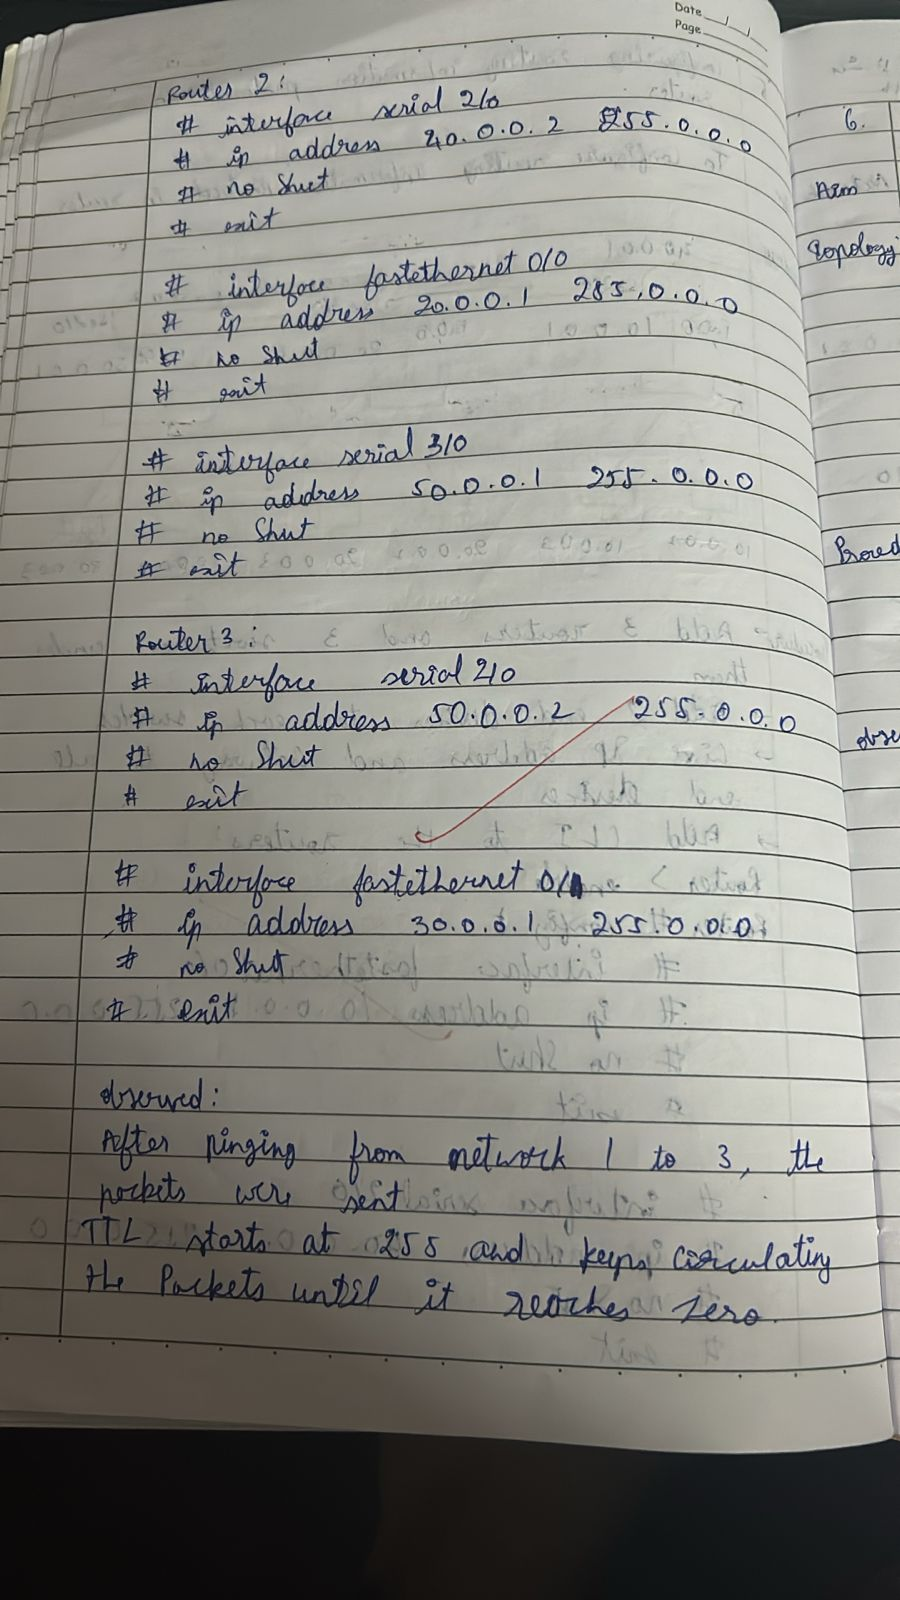 Date
Page
Router 2:
# interface serial 2/0
# ip address 40.0.0.2 255.0.0.0
# no Shut
# exit
# interface fastethernet 0/0
# ip address 20.0.0.1 255.0.0.0
# no Shut
# exit
# interface serial 3/0
# ip address 50.0.0.1 255.0.0.0
# no Shut
# exit
Router 3:
# interface serial 2/0
# ip address 50.0.0.2 255.0.0.0
# no Shut
# exit
# interface fastethernet 0/
# ip address 30.0.0.1 255.0.0.0
# no Shut
# exit
observed:
After pinging from network 1 to 3, the
packets were sent
TTL starts at 255 and keeps circulating
the Packets until it reaches zero.
6.
Aim
Topology
Proced
obse